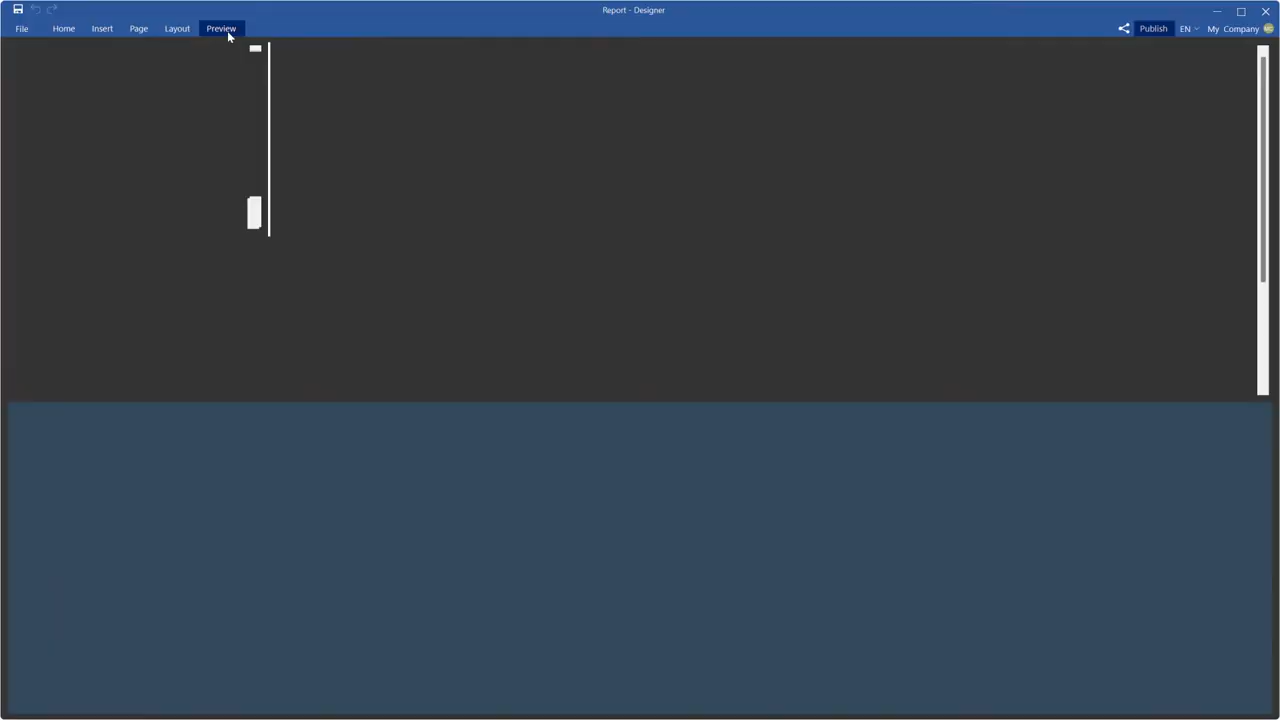 Report - Designer
File Home Insert Page Layout Preview Publish EN My Company